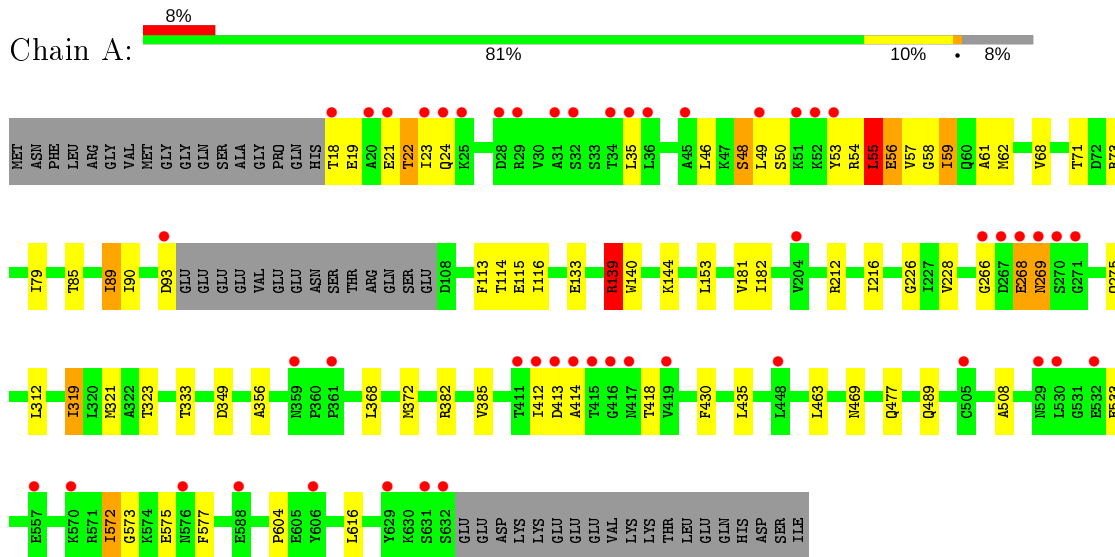 8%
Chain A:
81% 10% • 8%
MET ASN PHE LEU ARG GLY VAL MET GLY GLY GLN SER ALA GLY PRO GLN HIS T18 E19 A20 E21 T22 I23 Q24 K25 D28 R29 V30 A31 S32 S33 T34 L35 L36 A45 L46 K47 S48 L49 S50 K51 K52 Y53 R54 L55 E56 V57 G58 I59 Q60 A61 M62 V68 T71 D72
I79 T85 I89 I90 D93 GLU GLU GLU GLU VAL GLU GLU ASN SER THR ARG GLN SER GLU D108 F113 T114 E115 I116 E133 R139 W140 K144 L153 V181 I182 V204 R212 I216 G226 I227 V228 G266 D267 E268 N269 S270 G271
L312 I319 L320 M321 A322 T323 T333 D349 A356 N359 P360 P361 L368 M372 R382 V385 T411 I412 D413 A414 T415 G416 N417 T418 V419 F430 L435 L448 L463 N469 Q477 Q489 C505 A508 N529 L530 Q531 E532
E557 K570 R571 I572 G573 K574 E575 N576 F577 E588 P604 E605 Y606 L616 Y629 K630 S631 S632 GLU GLU ASP LYS LYS GLU GLU GLU GLU VAL LYS LYS THR LEU GLU GLN HIS ASP SER ILE